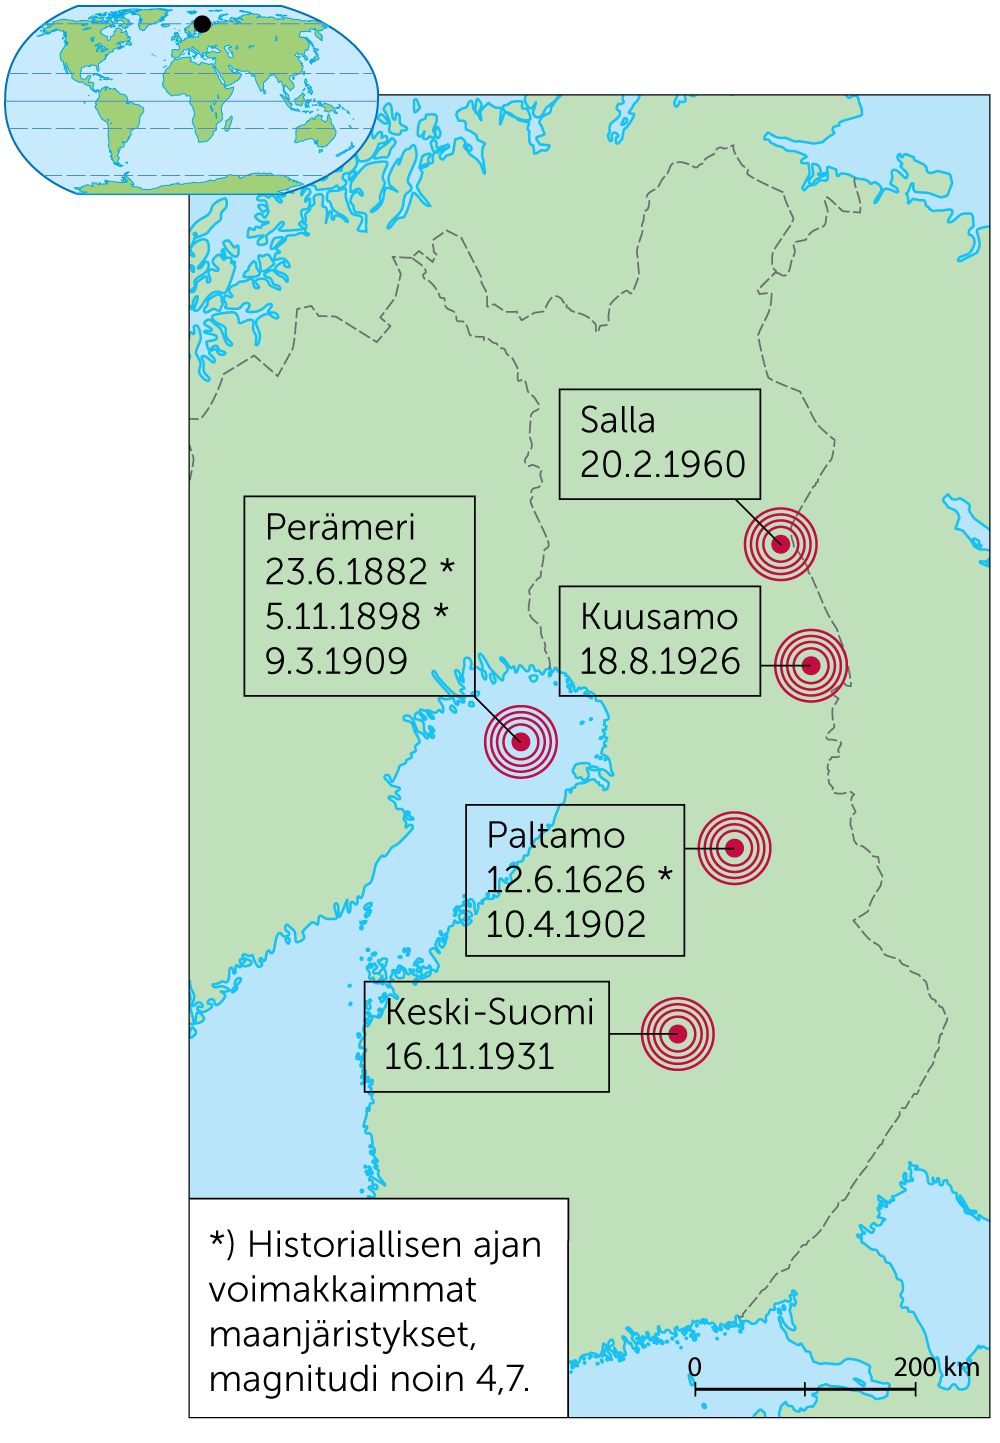 Salla
20.2.1960
Perämeri
23.6.1882 *
5.11.1898 *
9.3.1909
Kuusamo
18.8.1926
Paltamo
12.6.1626 *
10.4.1902
Keski-Suomi
16.11.1931
*) Historiallisen ajan
voimakkaimmat
maanjäristykset,
magnitudi noin 4,7.
0 200 km